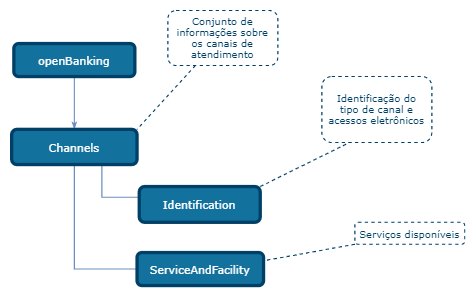 Conjunto de
informações sobre
os canais de
atendimento
openBanking
Identificação do
tipo de canal e
acessos eletrônicos
Channels
Identification
Serviços disponíveis
ServiceAndFacility